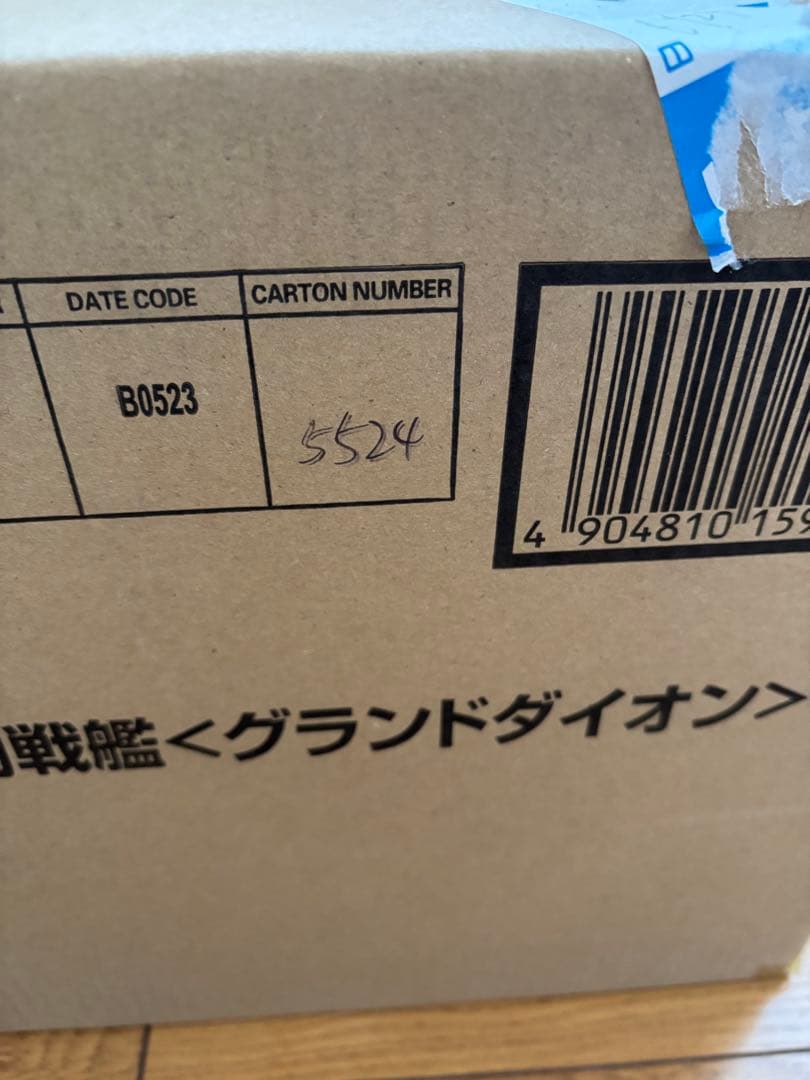 B
DATE CODE
CARTON NUMBER
B0523
5524
4 904810 159
戦艦<グランドダイオン>